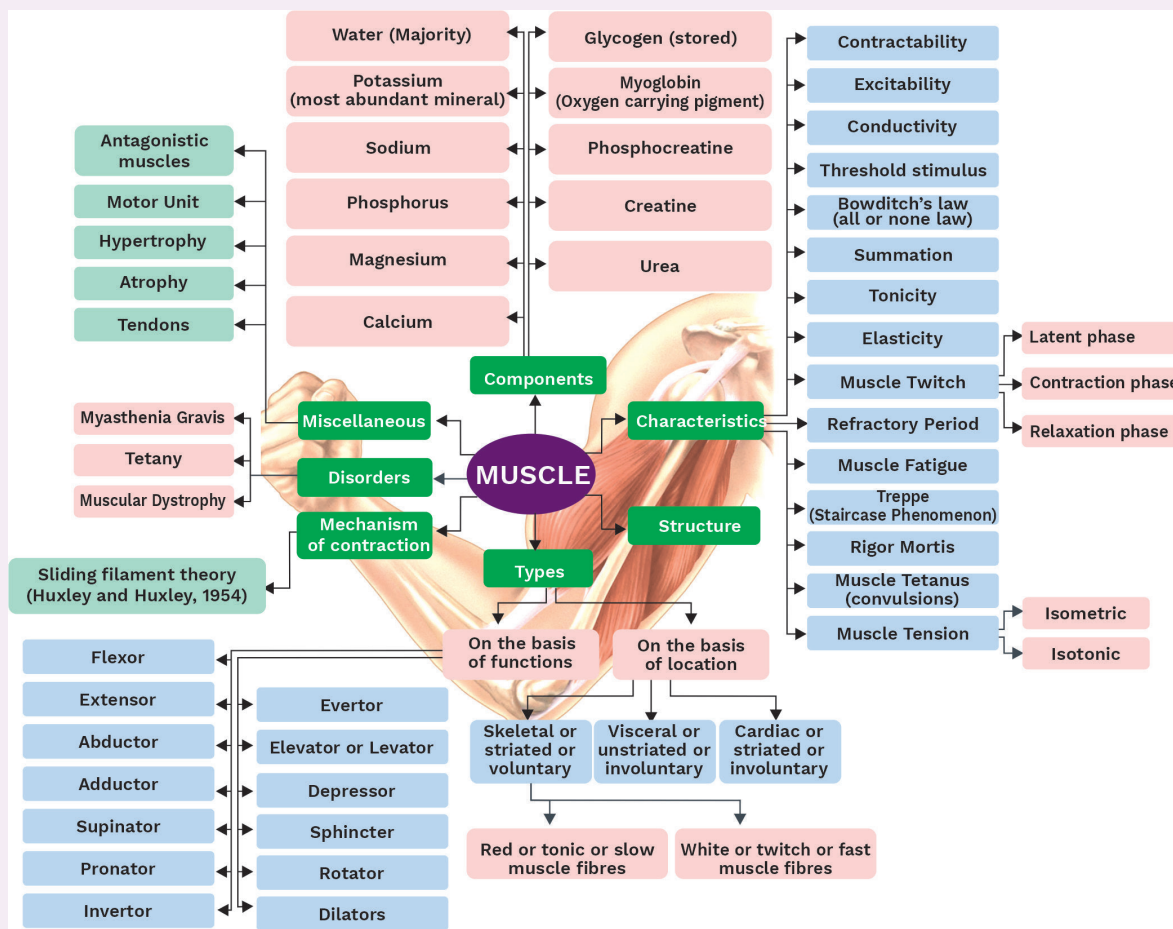 Water (Majority)
Potassium
(most abundant mineral)
Sodium
Phosphorus
Magnesium
Calcium
Glycogen (stored)
Myoglobin
(Oxygen carrying pigment)
Phosphocreatine
Creatine
Urea
Components
Antagonistic
muscles
Motor Unit
Hypertrophy
Atrophy
Tendons
Miscellaneous
Myasthenia Gravis
Tetany
Muscular Dystrophy
Disorders
Mechanism
of contraction
Sliding filament theory
(Huxley and Huxley, 1954)
MUSCLE
Characteristics
Contractability
Excitability
Conductivity
Threshold stimulus
Bowditch's law
(all or none law)
Summation
Tonicity
Elasticity
Muscle Twitch
Latent phase
Contraction phase
Relaxation phase
Refractory Period
Muscle Fatigue
Treppe
(Staircase Phenomenon)
Rigor Mortis
Muscle Tetanus
(convulsions)
Muscle Tension
Isometric
Isotonic
Structure
Types
On the basis
of functions
On the basis
of location
Flexor
Extensor
Abductor
Adductor
Supinator
Pronator
Invertor
Evertor
Elevator or Levator
Depressor
Sphincter
Rotator
Dilators
Skeletal or
striated or
voluntary
Visceral or
unstriated or
involuntary
Cardiac or
striated or
involuntary
Red or tonic or slow
muscle fibres
White or twitch or fast
muscle fibres